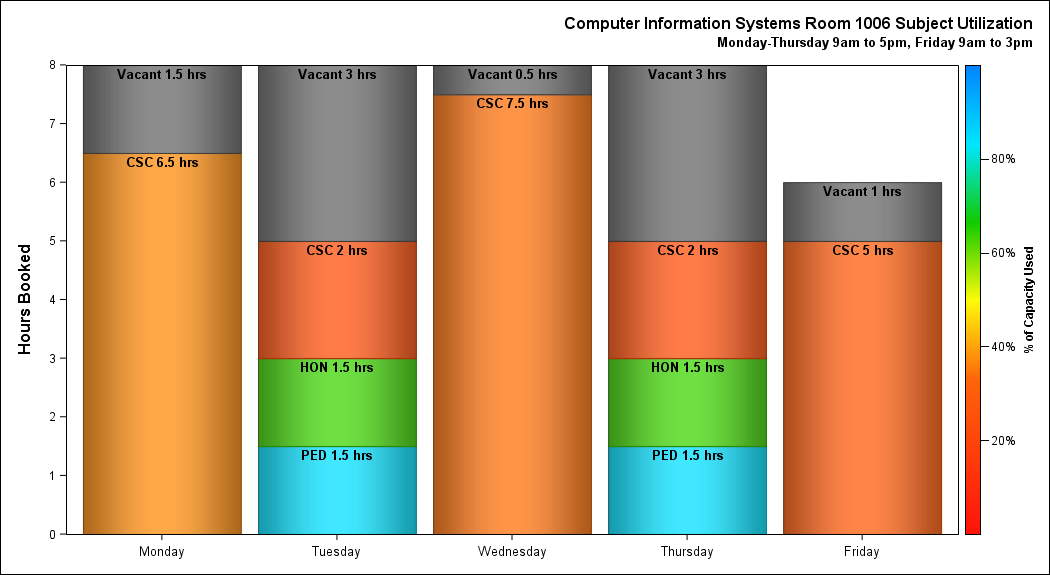 Computer Information Systems Room 1006 Subject Utilization
Monday-Thursday 9am to 5pm, Friday 9am to 3pm
Hours Booked
8
7
6
5
4
3
2
1
0
Vacant 1.5 hrs
CSC 6.5 hrs
Monday
Vacant 3 hrs
CSC 2 hrs
HON 1.5 hrs
PED 1.5 hrs
Tuesday
Vacant 0.5 hrs
CSC 7.5 hrs
Wednesday
Vacant 3 hrs
CSC 2 hrs
HON 1.5 hrs
PED 1.5 hrs
Thursday
Vacant 1 hrs
CSC 5 hrs
Friday
80%
60%
40%
20%
% of Capacity Used